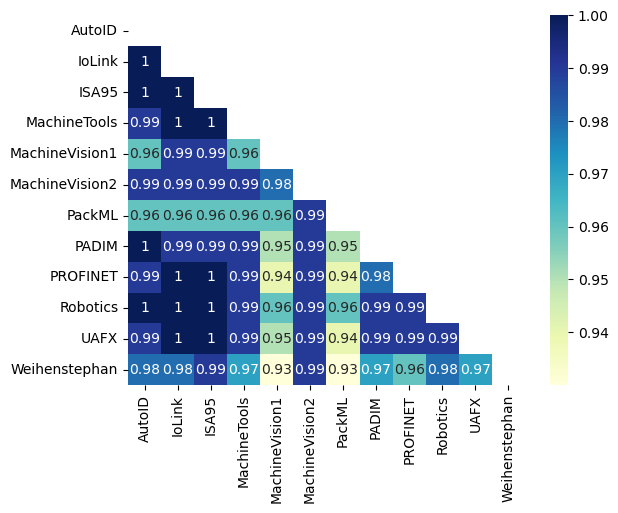 AutoID
IoLink 1
ISA95 1 1
MachineTools 0.99 1 1
MachineVision1 0.96 0.99 0.99 0.96
MachineVision2 0.99 0.99 0.99 0.99 0.98
PackML 0.96 0.96 0.96 0.96 0.96 0.99
PADIM 1 0.99 0.99 0.99 0.95 0.99 0.95
PROFINET 0.99 1 1 0.99 0.94 0.99 0.94 0.98
Robotics 1 1 1 0.99 0.96 0.99 0.96 0.99 0.99
UAFX 0.99 1 1 0.99 0.95 0.99 0.94 0.99 0.99 0.99
Weihenstephan 0.98 0.98 0.99 0.97 0.93 0.99 0.93 0.97 0.96 0.98 0.97
AutoID
IoLink
ISA95
MachineTools
MachineVision1
MachineVision2
PackML
PADIM
PROFINET
Robotics
UAFX
Weihenstephan
1.00
0.99
0.98
0.97
0.96
0.95
0.94